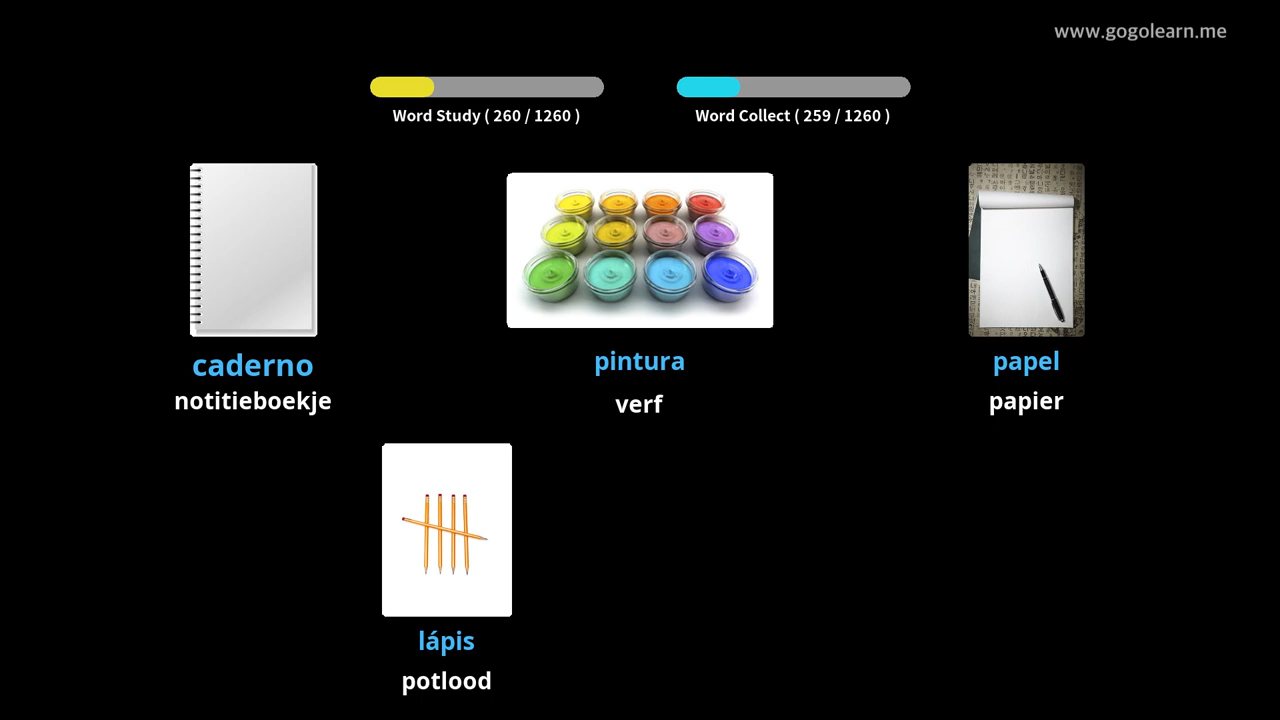 www.gogolearn.me
Word Study ( 260 / 1260 )
Word Collect ( 259 / 1260 )
caderno
notitieboekje
pintura
verf
papel
papier
lápis
potlood